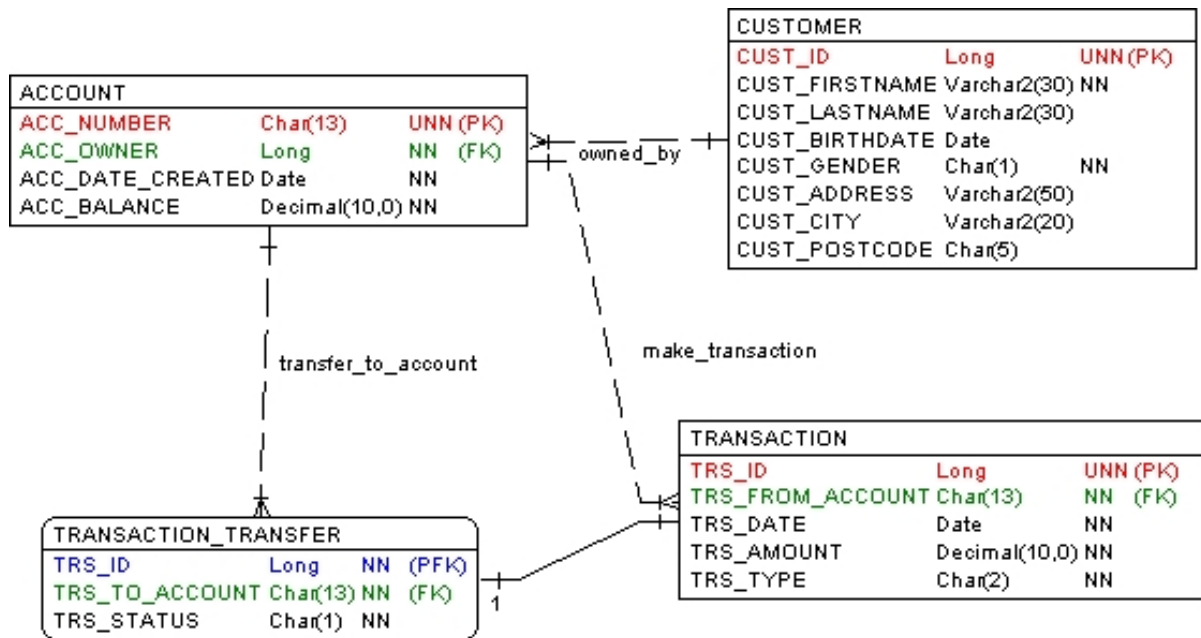 CUSTOMER
CUST_ID Long UNN (PK)
CUST_FIRSTNAME Varchar2(30) NN
CUST_LASTNAME Varchar2(30)
CUST_BIRTHDATE Date
CUST_GENDER Char(1) NN
CUST_ADDRESS Varchar2(50)
CUST_CITY Varchar2(20)
CUST_POSTCODE Char(5)
ACCOUNT
ACC_NUMBER Char(13) UNN (PK)
ACC_OWNER Long NN (FK)
ACC_DATE_CREATED Date NN
ACC_BALANCE Decimal(10,0) NN
owned_by
transfer_to_account
make_transaction
TRANSACTION
TRS_ID Long UNN (PK)
TRS_FROM_ACCOUNT Char(13) NN (FK)
TRS_DATE Date NN
TRS_AMOUNT Decimal(10,0) NN
TRS_TYPE Char(2) NN
TRANSACTION_TRANSFER
TRS_ID Long NN (PFK)
TRS_TO_ACCOUNT Char(13) NN (FK)
TRS_STATUS Char(1) NN
1